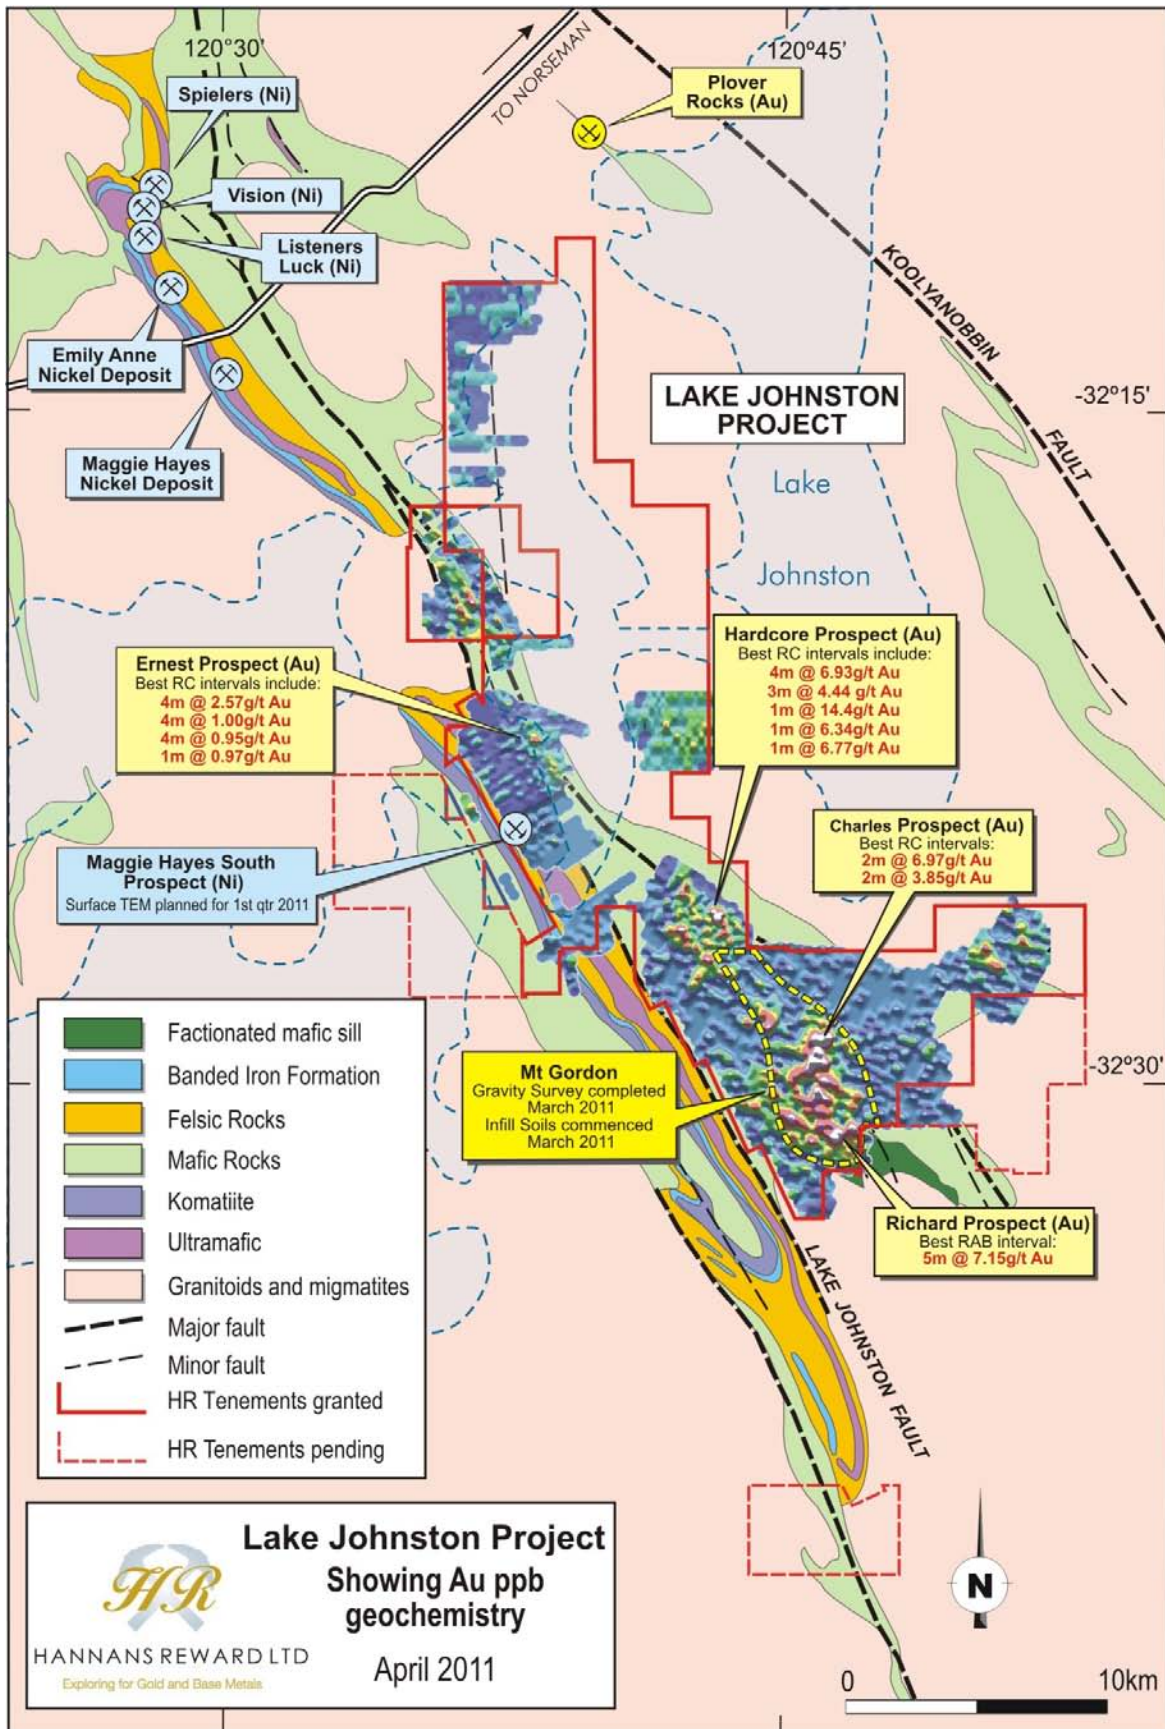 120°30'
120°45'
Spielers (Ni)
TO NORSEMAN
Plover
Rocks (Au)
Vision (Ni)
Listeners
Luck (Ni)
KOOLYANOBBIN
FAULT
Emily Anne
Nickel Deposit
LAKE JOHNSTON
PROJECT
-32°15'
Maggie Hayes
Nickel Deposit
Lake
Johnston
Hardcore Prospect (Au)
Best RC intervals include:
4m @ 6.93g/t Au
3m @ 4.44 g/t Au
1m @ 14.4g/t Au
1m @ 6.34g/t Au
1m @ 6.77g/t Au
Ernest Prospect (Au)
Best RC intervals include:
4m @ 2.57g/t Au
4m @ 1.00g/t Au
4m @ 0.95g/t Au
1m @ 0.97g/t Au
Charles Prospect (Au)
Best RC intervals:
2m @ 6.97g/t Au
2m @ 3.85g/t Au
Maggie Hayes South
Prospect (Ni)
Surface TEM planned for 1st qtr 2011
Mt Gordon
Gravity Survey completed
March 2011
Infill Soils commenced
March 2011
-32°30'
Richard Prospect (Au)
Best RAB interval:
5m @ 7.15g/t Au
LAKE JOHNSTON FAULT
Factionated mafic sill
Banded Iron Formation
Felsic Rocks
Mafic Rocks
Komatiite
Ultramafic
Granitoids and migmatites
Major fault
Minor fault
HR Tenements granted
HR Tenements pending
HR
HANNANS REWARD LTD
Exploring for Gold and Base Metals
Lake Johnston Project
Showing Au ppb
geochemistry
April 2011
N
0
10km